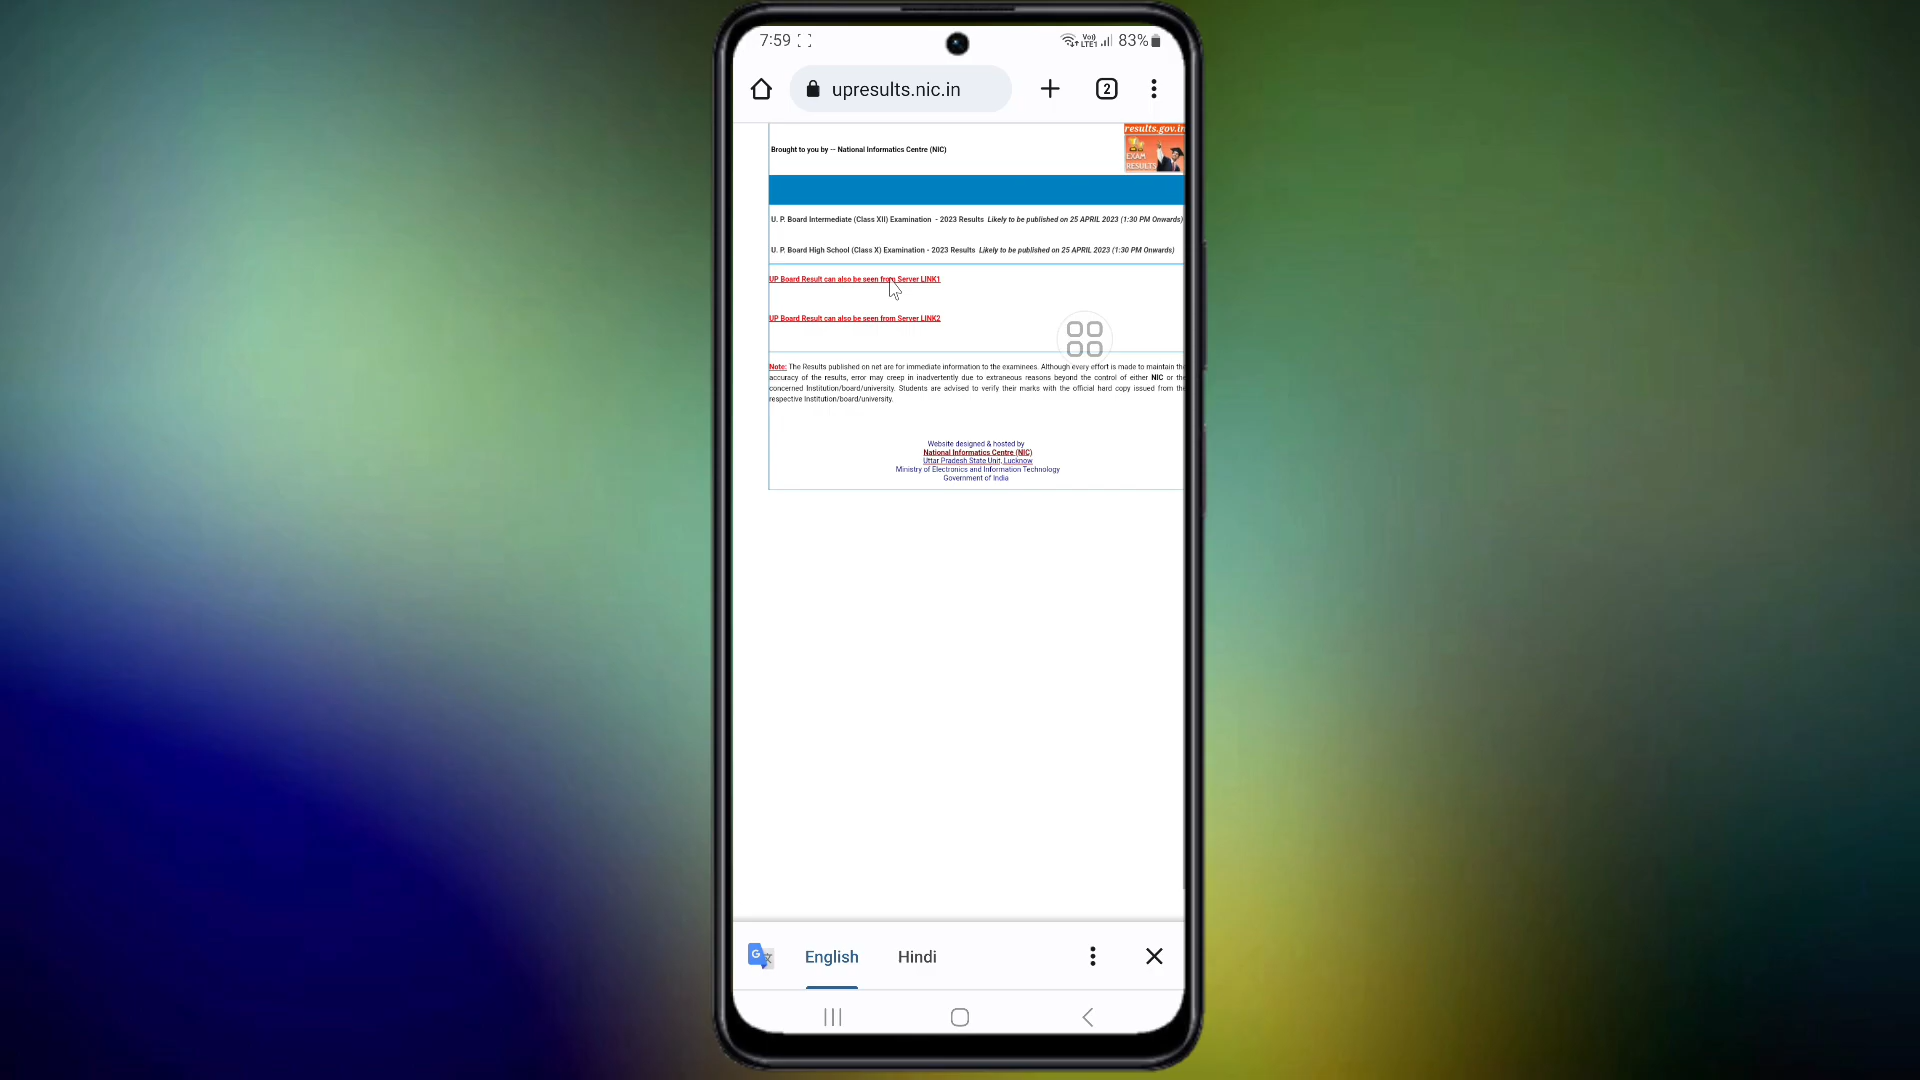 7:59
Vo)) LTE1 83%
upresults.nic.in
2
results.gov.in
Brought to you by -- National Informatics Centre (NIC)
EXAM
RESULTS
U. P. Board Intermediate (Class XII) Examination - 2023 Results Likely to be published on 25 APRIL 2023 (1:30 PM Onwards)
U. P. Board High School (Class X) Examination - 2023 Results Likely to be published on 25 APRIL 2023 (1:30 PM Onwards)
UP Board Result can also be seen from Server LINK1
UP Board Result can also be seen from Server LINK2
Note: The Results published on net are for immediate information to the examinees. Although every effort is made to maintain the
accuracy of the results, error may creep in inadvertently due to extraneous reasons beyond the control of either NIC or the
concerned Institution/board/university. Students are advised to verify their marks with the official hard copy issued from the
respective Institution/board/university.
Website designed & hosted by
National Informatics Centre (NIC)
Uttar Pradesh State Unit, Lucknow
Ministry of Electronics and Information Technology
Government of India
G English Hindi